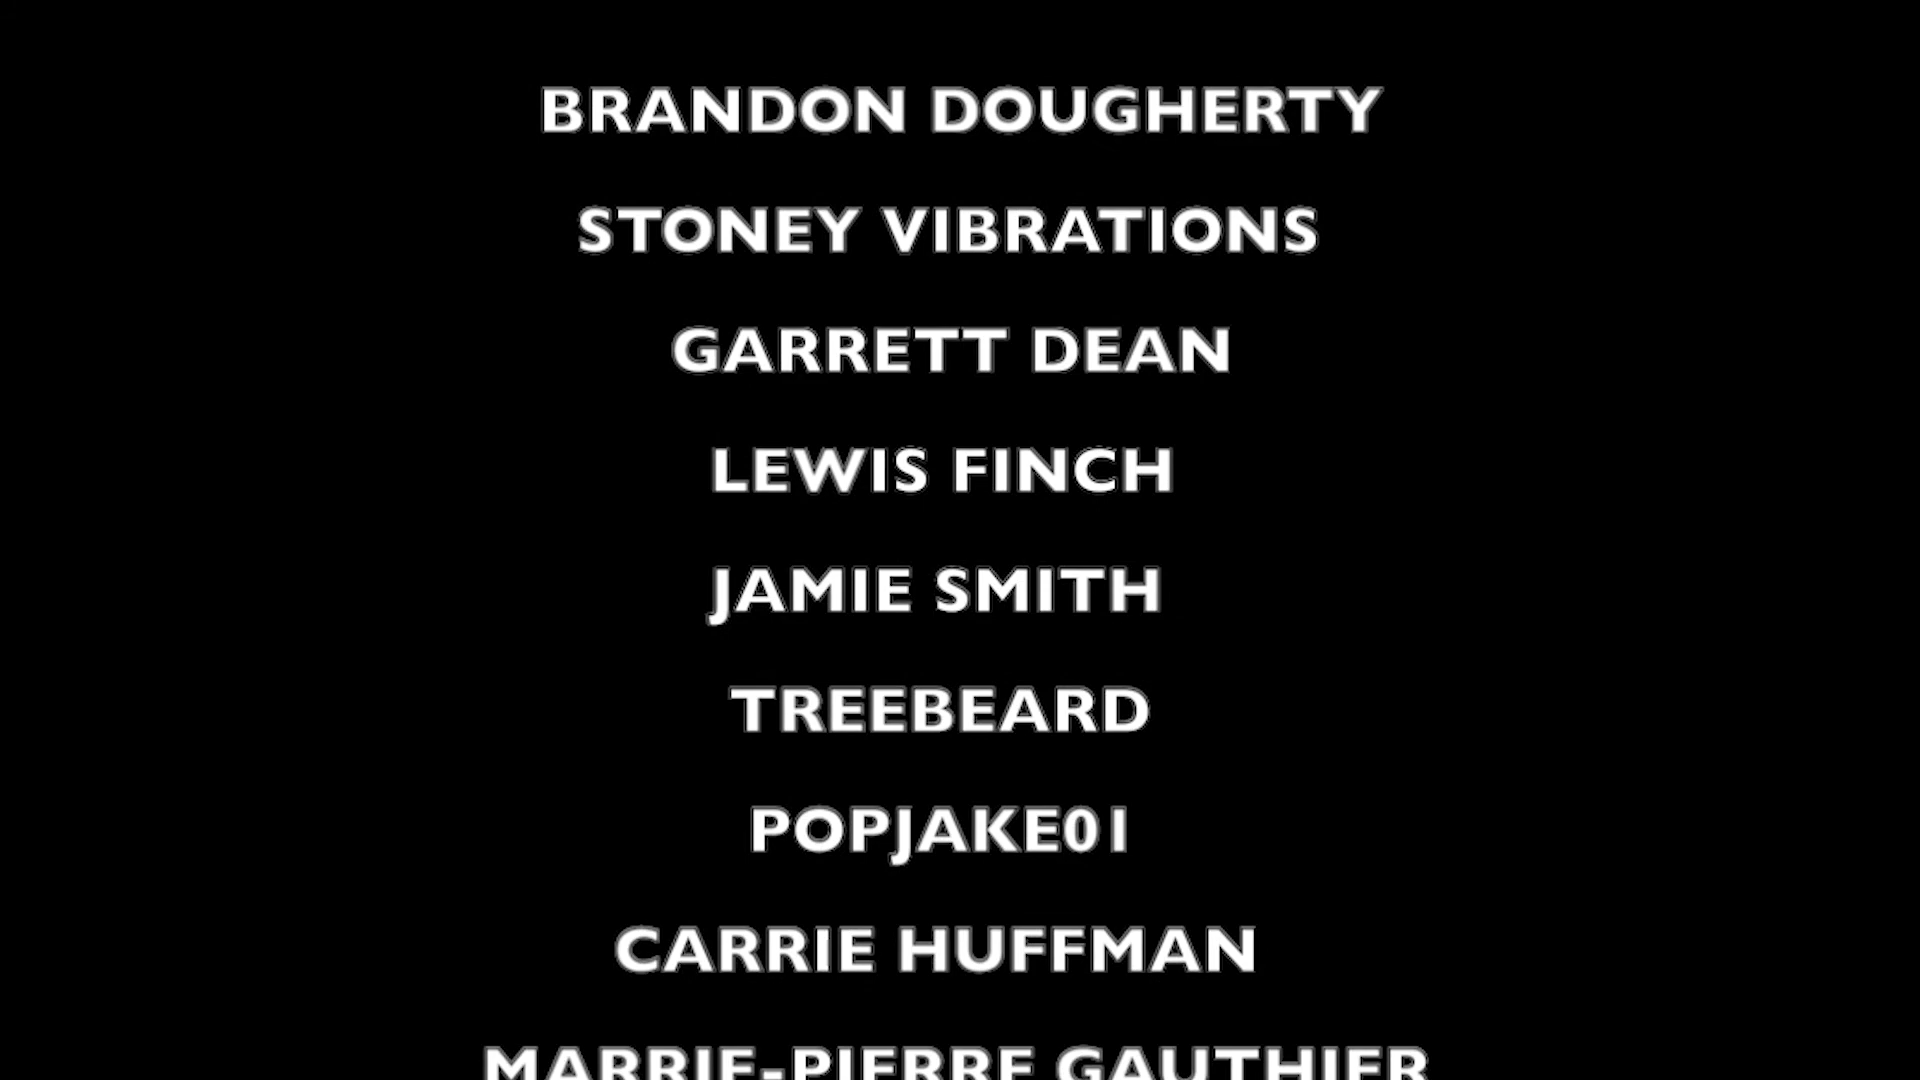 BRANDON DOUGHERTY
STONEY VIBRATIONS
GARRETT DEAN
LEWIS FINCH
JAMIE SMITH
TREEBEARD
POPJAKE01
CARRIE HUFFMAN
MARRIE-PIERRE GAUTHIER